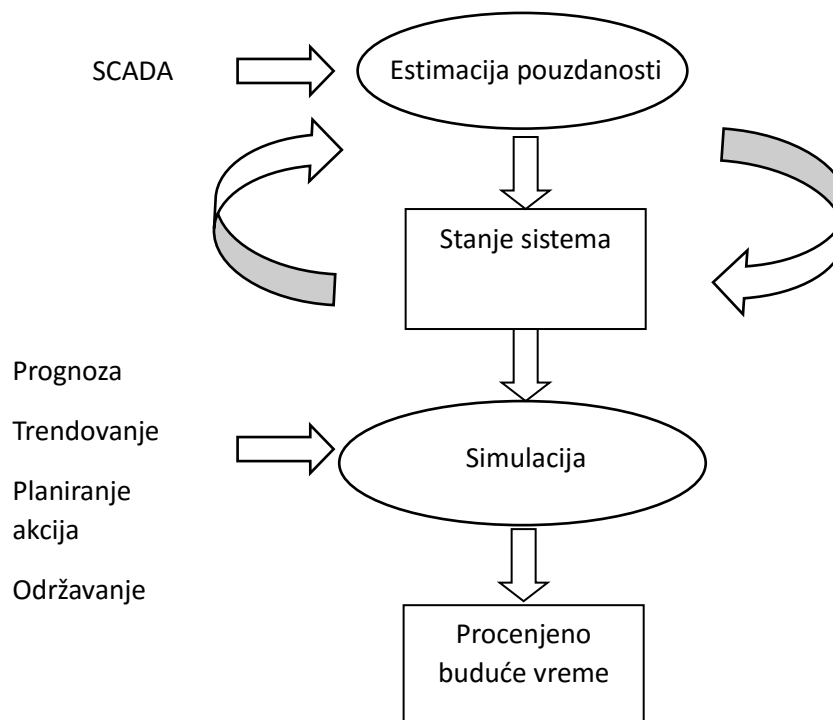 SCADA
Estimacija pouzdanosti
Stanje sistema
Prognoza
Trendovanje
Planiranje
akcija
Održavanje
Simulacija
Procenjeno
buduće vreme